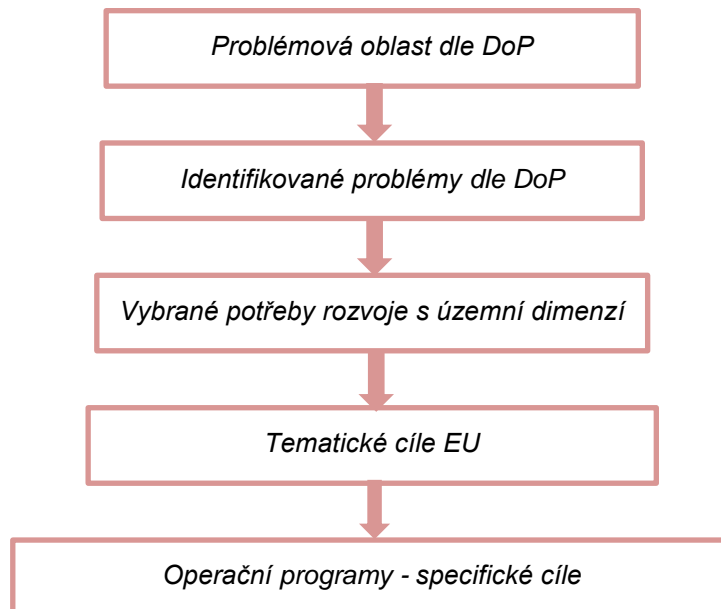 Problémová oblast dle DoP
Identifikované problémy dle DoP
Vybrané potřeby rozvoje s územní dimenzí
Tematické cíle EU
Operační programy - specifické cíle